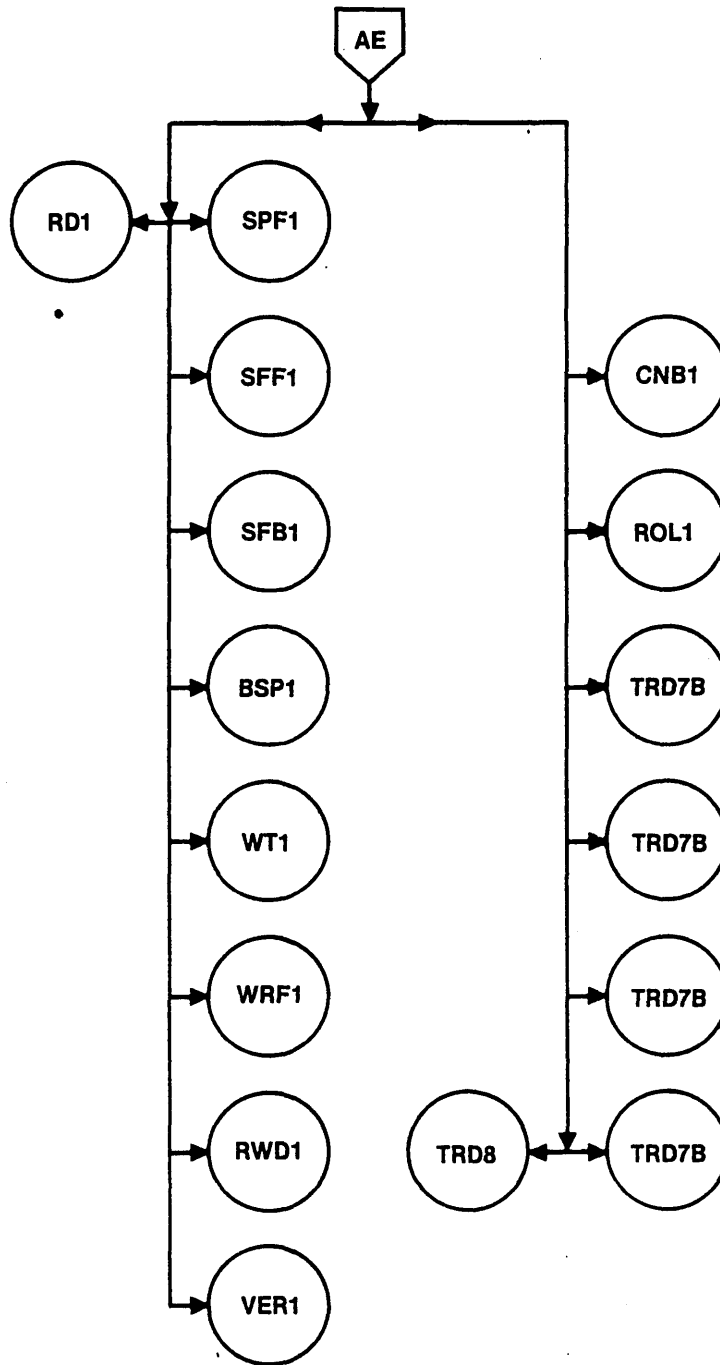 AE
RD1
SPF1
SFF1
CNB1
SFB1
ROL1
BSP1
TRD7B
WT1
TRD7B
WRF1
TRD7B
RWD1
TRD8
TRD7B
VER1